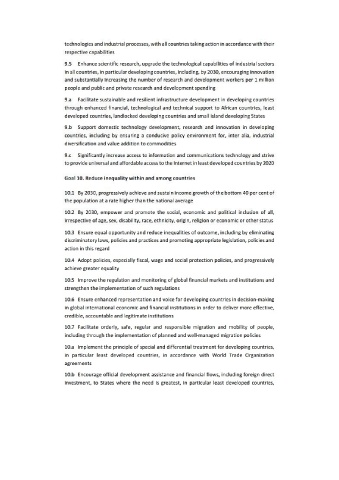 technologies and industrial processes, with all countries taking action in accordance with their
respective capabilities
9.5 Enhance scientific research, upgrade the technological capabilities of industrial sectors
in all countries, in particular developing countries, including, by 2030, encouraging innovation
and substantially increasing the number of research and development workers per 1 million
people and public and private research and development spending
9.a Facilitate sustainable and resilient infrastructure development in developing countries
through enhanced financial, technological and technical support to African countries, least
developed countries, landlocked developing countries and small island developing States
9.b Support domestic technology development, research and innovation in developing
countries, including by ensuring a conducive policy environment for, inter alia, industrial
diversification and value addition to commodities
9.c Significantly increase access to information and communications technology and strive
to provide universal and affordable access to the Internet in least developed countries by 2020
Goal 10. Reduce inequality within and among countries
10.1 By 2030, progressively achieve and sustain income growth of the bottom 40 per cent of
the population at a rate higher than the national average
10.2 By 2030, empower and promote the social, economic and political inclusion of all,
irrespective of age, sex, disability, race, ethnicity, origin, religion or economic or other status
10.3 Ensure equal opportunity and reduce inequalities of outcome, including by eliminating
discriminatory laws, policies and practices and promoting appropriate legislation, policies and
action in this regard
10.4 Adopt policies, especially fiscal, wage and social protection policies, and progressively
achieve greater equality
10.5 Improve the regulation and monitoring of global financial markets and institutions and
strengthen the implementation of such regulations
10.6 Ensure enhanced representation and voice for developing countries in decision-making
in global international economic and financial institutions in order to deliver more effective,
credible, accountable and legitimate institutions
10.7 Facilitate orderly, safe, regular and responsible migration and mobility of people,
including through the implementation of planned and well-managed migration policies
10.a Implement the principle of special and differential treatment for developing countries,
in particular least developed countries, in accordance with World Trade Organization
agreements
10.b Encourage official development assistance and financial flows, including foreign direct
investment, to States where the need is greatest, in particular least developed countries,